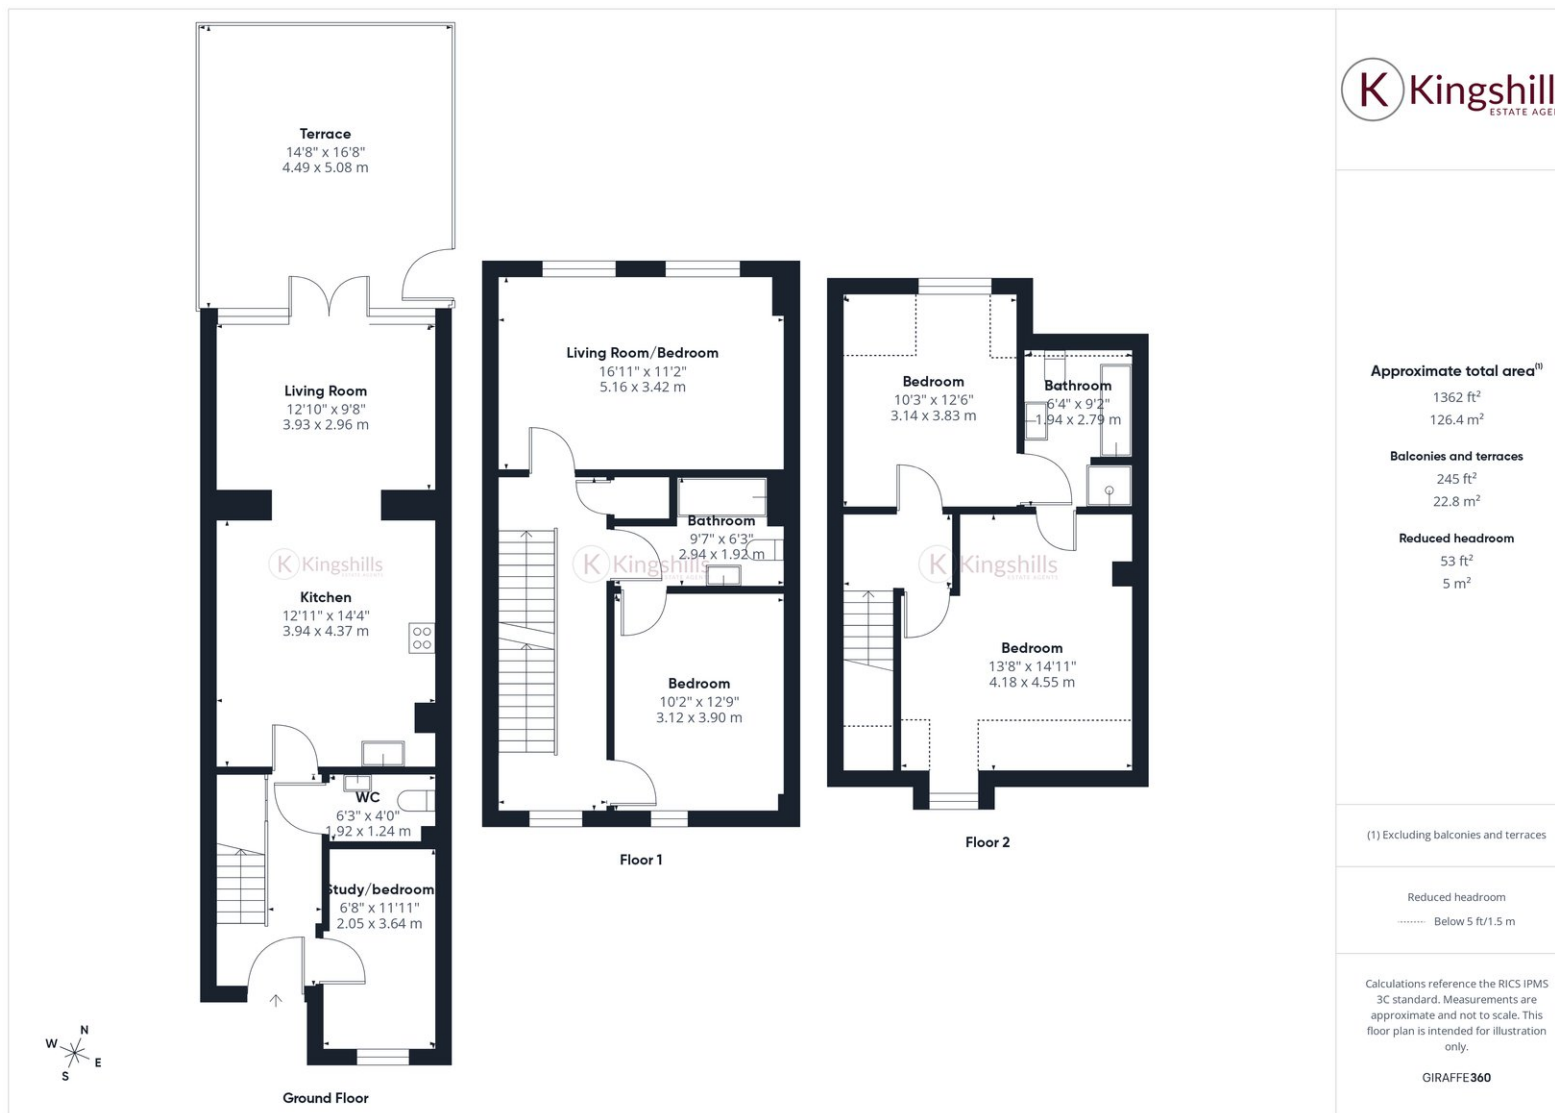 Terrace
14'8" x 16'8"
4.49 x 5.08 m
Living Room
12'10" x 9'8"
3.93 x 2.96 m
Kingshills
ESTATE AGENTS
Kitchen
12'11" x 14'4"
3.94 x 4.37 m
WC
6'3" x 4'0"
1.92 x 1.24 m
Study/bedroom
6'8" x 11'11"
2.05 x 3.64 m
Ground Floor
N
W
E
S
Living Room/Bedroom
16'11" x 11'2"
5.16 x 3.42 m
Bathroom
9'7" x 6'3"
2.94 x 1.92 m
K Kingshills
ESTATE AGENTS
Bedroom
10'2" x 12'9"
3.12 x 3.90 m
Floor 1
Bedroom
10'3" x 12'6"
3.14 x 3.83 m
Bathroom
6'4" x 9'2"
1.94 x 2.79 m
K Kingshills
ESTATE AGENTS
Bedroom
13'8" x 14'11"
4.18 x 4.55 m
Floor 2
K Kingshill
ESTATE AGE
Approximate total area(1)
1362 ft²
126.4 m²
Balconies and terraces
245 ft²
22.8 m²
Reduced headroom
53 ft²
5 m²
(1) Excluding balconies and terraces
Reduced headroom
Below 5 ft/1.5 m
Calculations reference the RICS IPMS
3C standard. Measurements are
approximate and not to scale. This
floor plan is intended for illustration
only.
GIRAFFE360